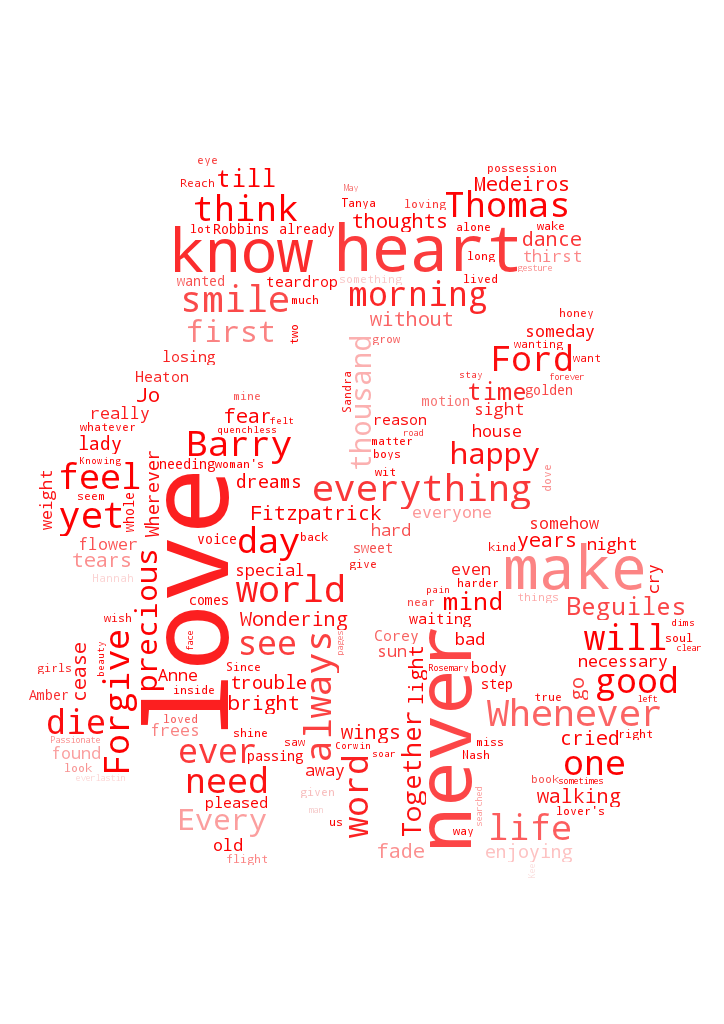 eye
possession
till
Reach
Medeiros
May
think
Tanya
loving
Thomas
thoughts
lot
Robbins
already
alone
wake
know
heart
dance
long
thirst
gesture
wanted
teardrop
something
lived
smile
much
morning
honey
first
two
without
someday
losing
thousand
grow
wanting
Ford
want
Heaton
stay
forever
Jo
mine
Sandra
time
golden
really
fear
felt
motion
sight
whatever
quenchless
reason
road
house
lady
Barry
matter
boys
happy
Knowing
needing
woman's
wit
feel
Wherever
dreams
everything
dove
seem
weight
whole
yet
Fitzpatrick
everyone
somehow
hard
voice
day
back
years
night
flower
sweet
kind
tears
precious
love
special
give
even
make
cry
Hannah
world
harder
pain
things
comes
mind
near
Beguiles
wish
Wondering
waiting
dims
face
see
pages
Corey
bad
will
soul
beauty
sun
clear
girls
cease
Forgive
Since
always
light
never
Rosemary
body
necessary
Anne
trouble
step
go
good
Amber
inside
bright
true
left
die
loved
frees
shine
wings
Together
Whenever
Passionate
saw
Corwin
miss
cried
right
found
ever
passing
soar
Nash
look
away
one
everlastin
need
book
sometimes
pleased
given
word
searched
walking
man
lover's
Every
us
way
life
old
fade
enjoying
flight